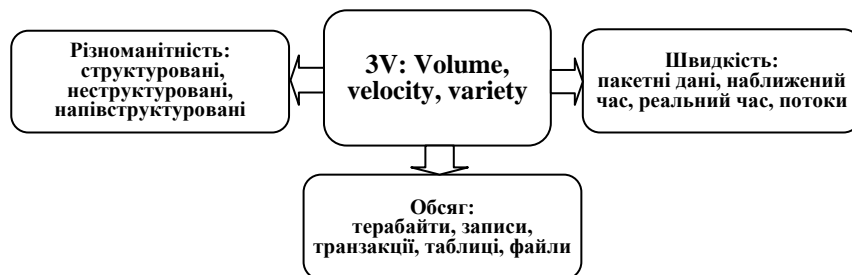 Різноманітність:
структуровані,
неструктуровані,
напівструктуровані
3V: Volume,
velocity, variety
Швидкість:
пакетні дані, наближений
час, реальний час, потоки
Обсяг:
терабайти, записи,
транзакції, таблиці, файли